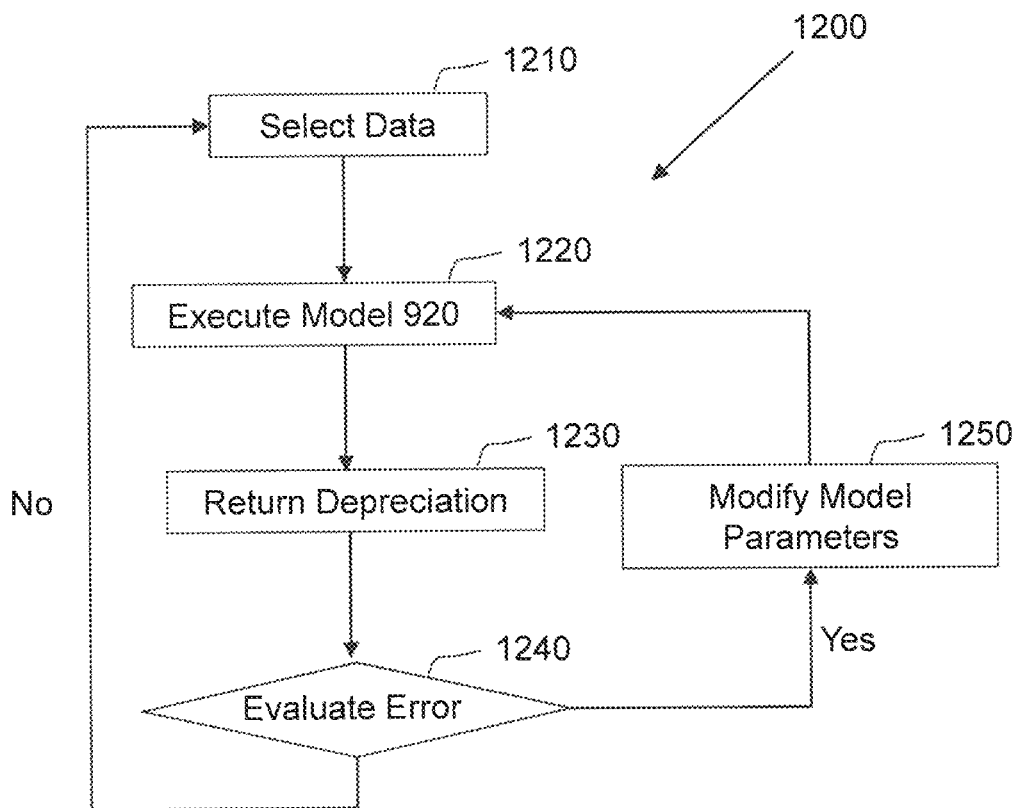 1200
1210
Select Data
1220
Execute Model 920
1230
Return Depreciation
1250
Modify Model
Parameters
No
Yes
1240
Evaluate Error